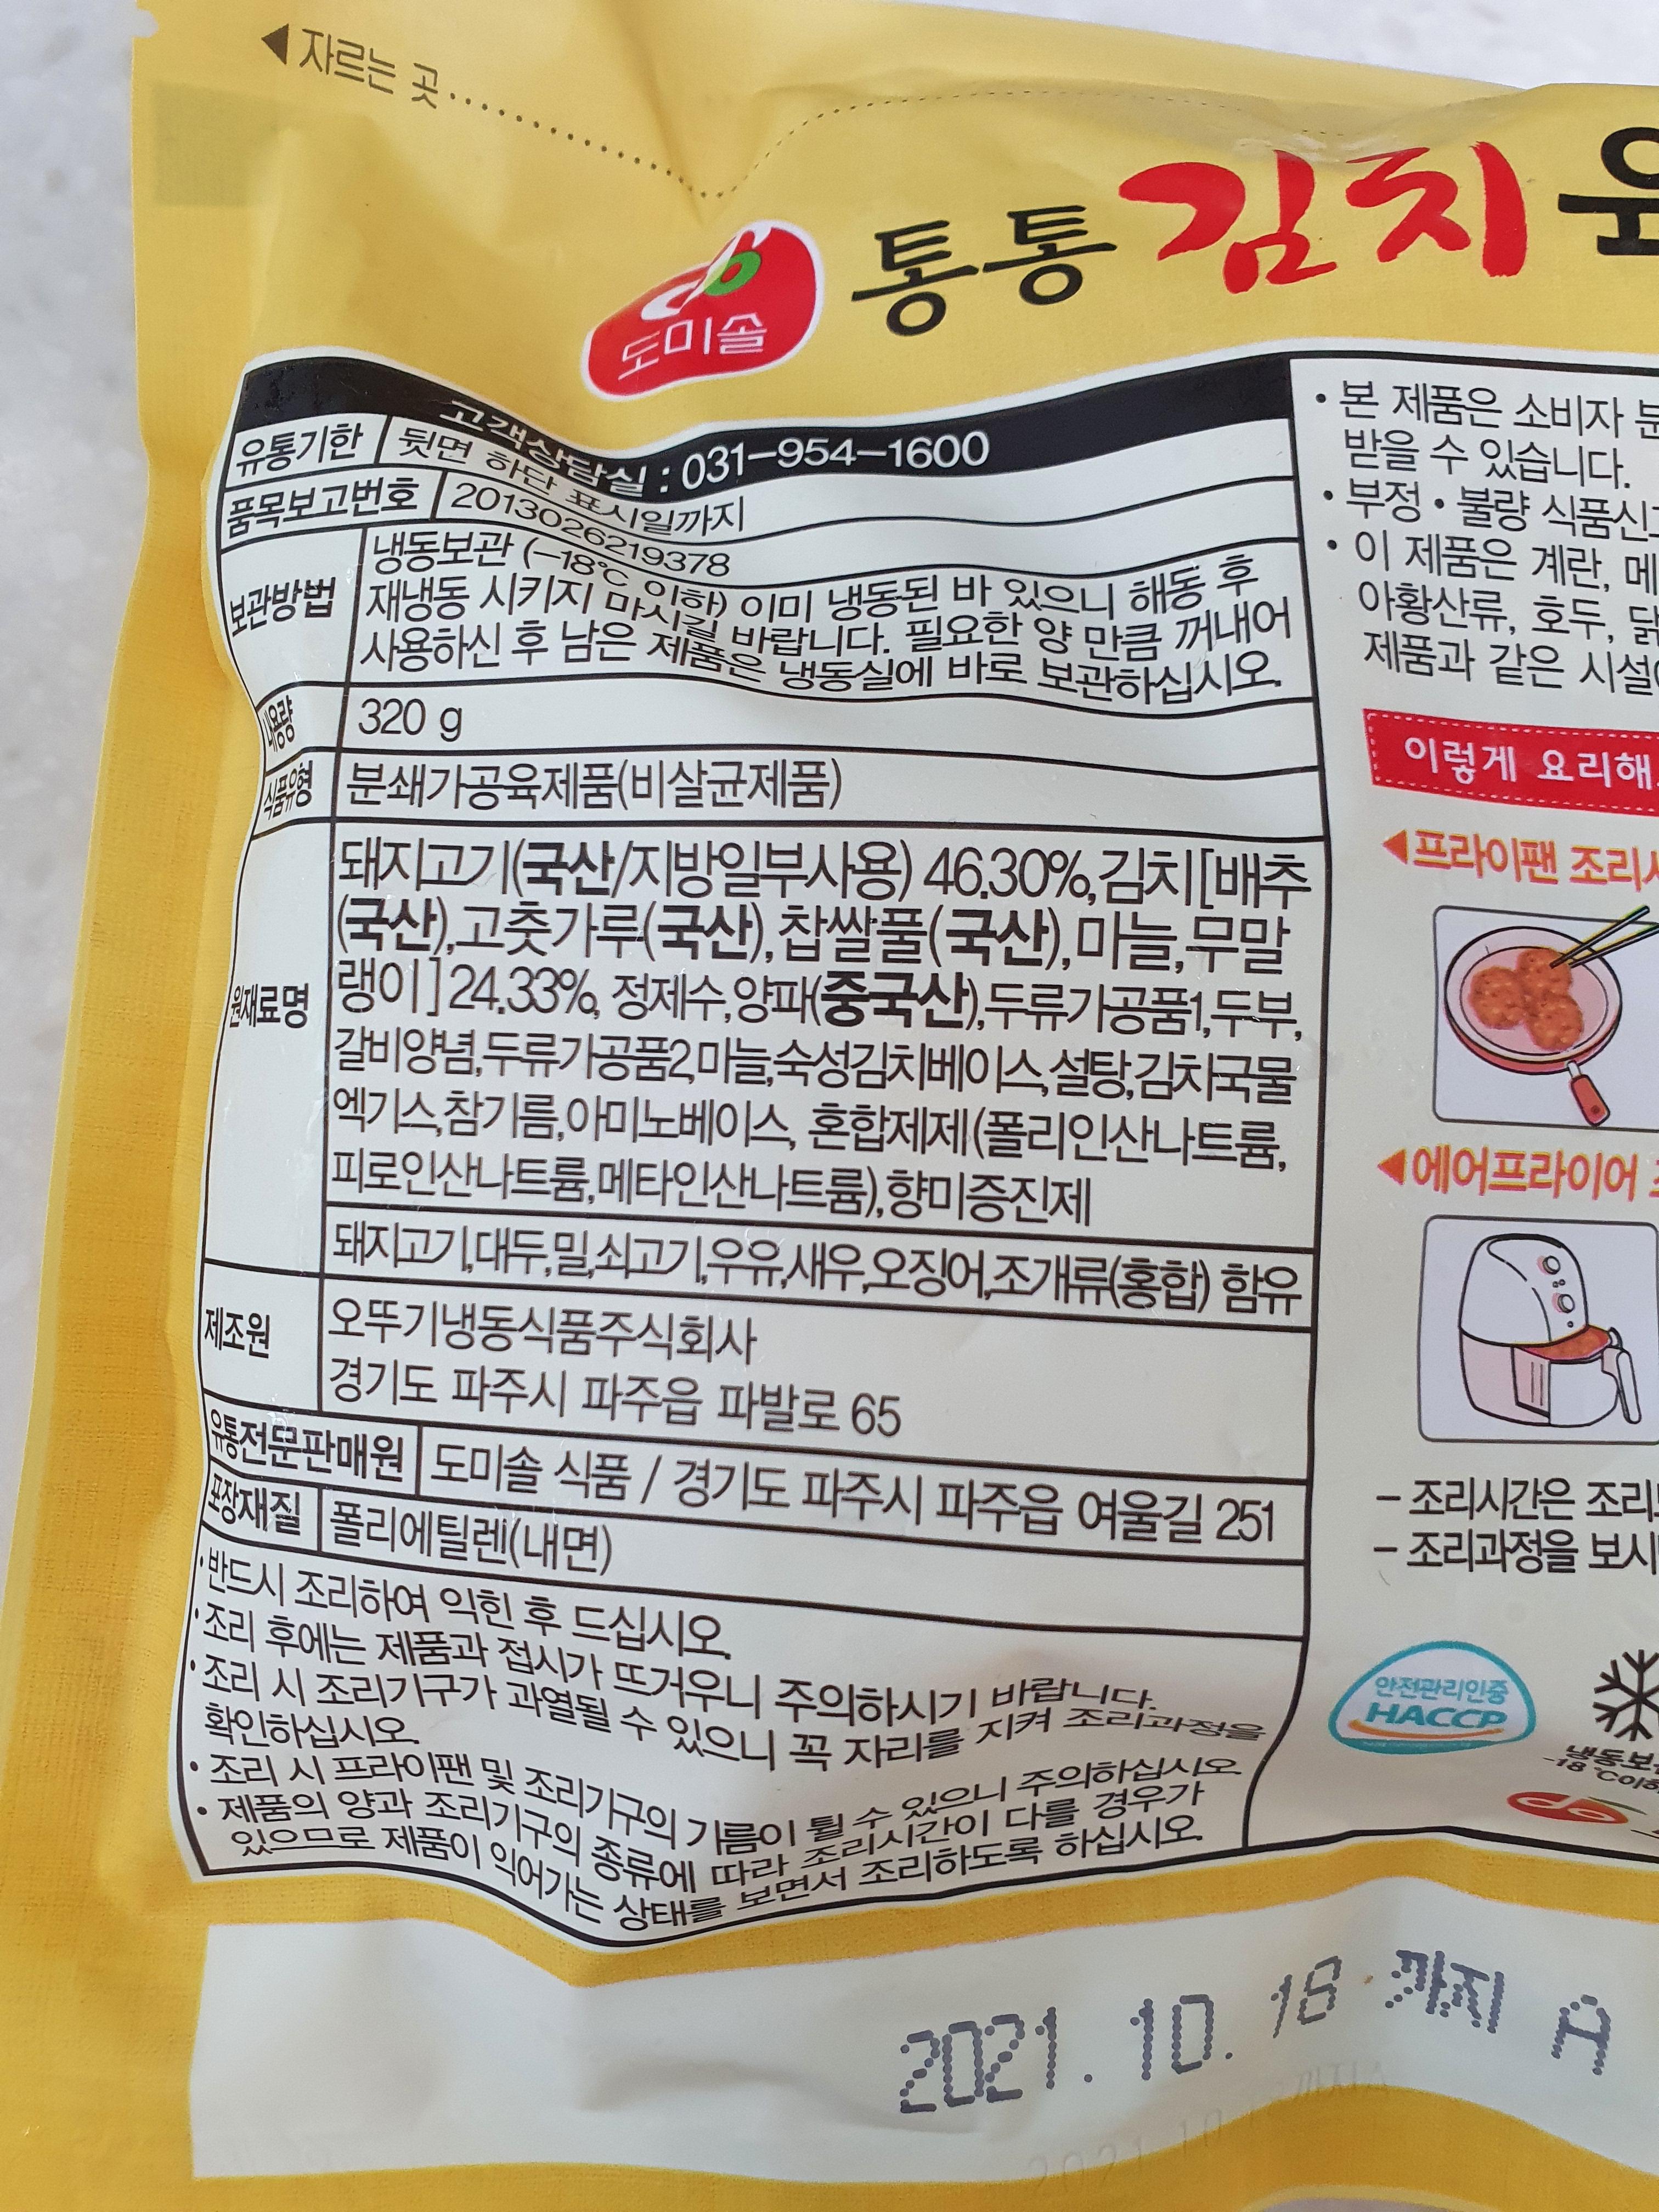 ◀자르는 곳
도미솔
통통 김치
고객상담실 : 031-954-1600
유통기한 뒷면 하단 표시일까지
품목보고번호 2013026219378
보관방법 냉동보관 (-18℃ 이하) 이미 냉동된 바 있으니 해동 후
재냉동 시키지 마시길 바랍니다. 필요한 양 만큼 꺼내어
사용하신 후 남은 제품은 냉동실에 바로 보관하십시오.
내용량 320 g
식품유형 분쇄가공육제품(비살균제품)
원재료명 돼지고기(국산/지방일부사용) 46.30%,김치[배추
(국산),고춧가루(국산),찹쌀풀(국산),마늘,무말
랭이]24.33%, 정제수,양파(중국산),두류가공품1,두부,
갈비양념,두류가공품2,마늘,숙성김치베이스,설탕,김치국물
엑기스,참기름,아미노베이스, 혼합제제(폴리인산나트륨,
피로인산나트륨,메타인산나트륨),향미증진제
돼지고기,대두,밀,쇠고기,우유,새우,오징어,조개류(홍합) 함유
제조원 오뚜기냉동식품주식회사
경기도 파주시 파주읍 파발로 65
유통전문판매원 도미솔 식품 / 경기도 파주시 파주읍 여울길 251
포장재질 폴리에틸렌(내면)
• 반드시 조리하여 익힌 후 드십시오.
• 조리 후에는 제품과 접시가 뜨거우니 주의하시기 바랍니다.
• 조리 시 조리기구가 과열될 수 있으니 꼭 자리를 지켜 조리과정을
확인하십시오.
• 조리 시 프라이팬 및 조리기구의 기름이 튈 수 있으니 주의하십시오.
• 제품의 양과 조리기구의 종류에 따라 조리시간이 다를 경우가
있으므로 제품이 익어가는 상태를 보면서 조리하도록 하십시오.
• 본 제품은 소비자
받을 수 있습니다.
• 부정 • 불량
• 이 제품은 계란,
아황산류, 호두,
제품과 같은
이렇게
◀프라이팬
◀에어프라이어
- 조리시간은
- 조리과정을
안전관리인증
HACCP
2021. 10. 18 까지 A